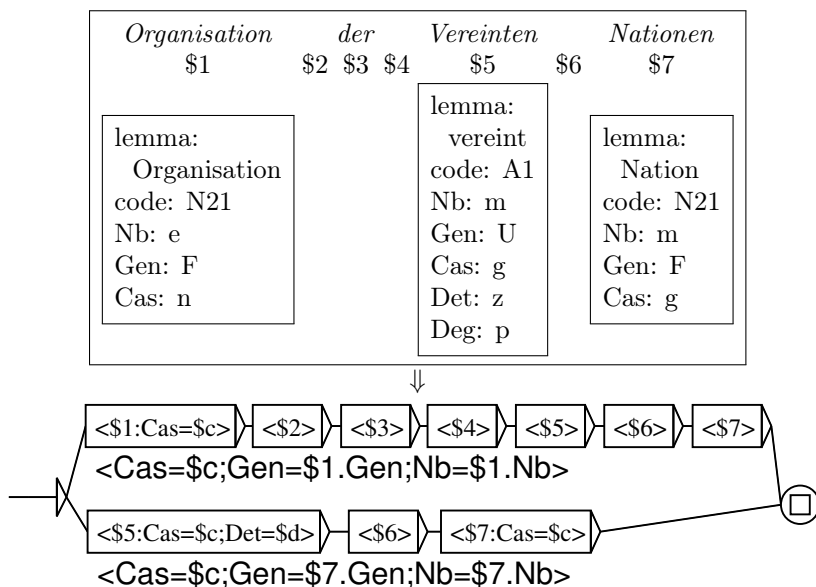 Organisation der Vereinten Nationen
$1 $2 $3 $4 $5 $6 $7
lemma:
Organisation
code: N21
Nb: e
Gen: F
Cas: n
lemma:
vereint
code: A1
Nb: m
Gen: U
Cas: g
Det: z
Deg: p
lemma:
Nation
code: N21
Nb: m
Gen: F
Cas: g
⇓
<$1:Cas=$c> <$2> <$3> <$4> <$5> <$6> <$7>
<Cas=$c;Gen=$1.Gen;Nb=$1.Nb>
<$5:Cas=$c;Det=$d> <$6> <$7:Cas=$c>
<Cas=$c;Gen=$7.Gen;Nb=$7.Nb>